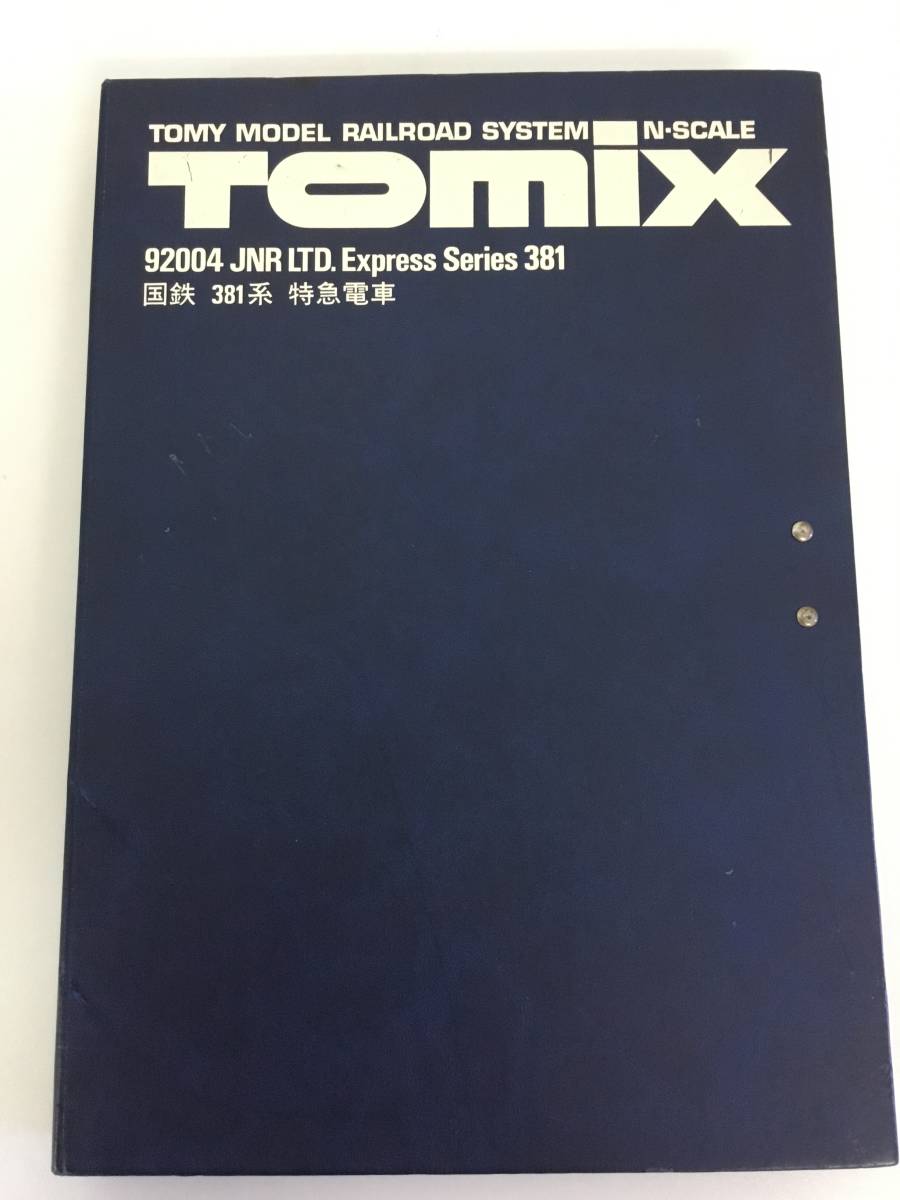 TOMY MODEL RAILROAD SYSTEM N-SCALE
TOMIX
92004 JNR LTD. Express Series 381
国鉄 381系 特急電車